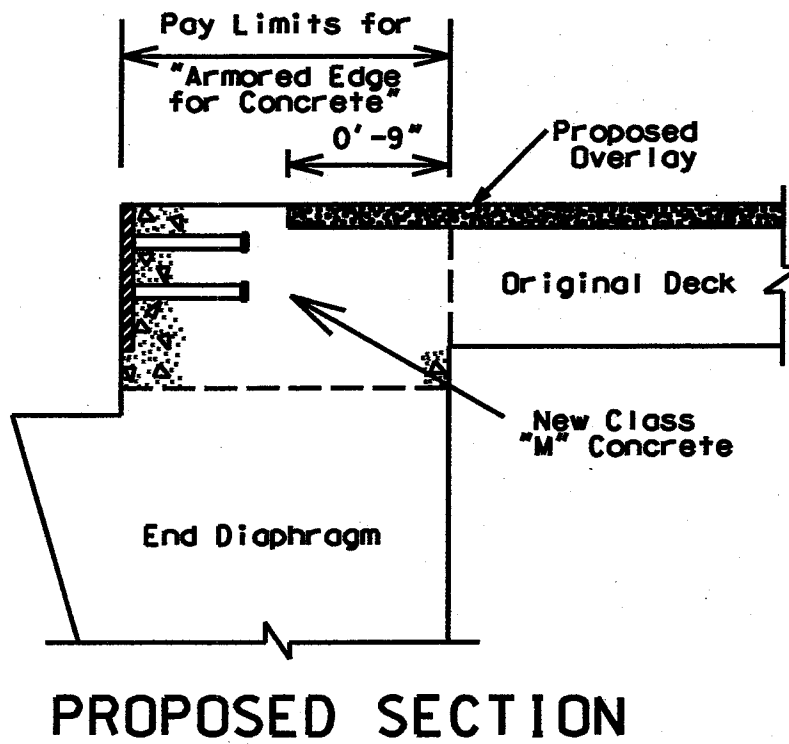 Pay Limits for
"Armored Edge
for Concrete"
0'-9"
Proposed
Overlay
Original Deck
New Class
"M" Concrete
End Diaphragm
PROPOSED SECTION